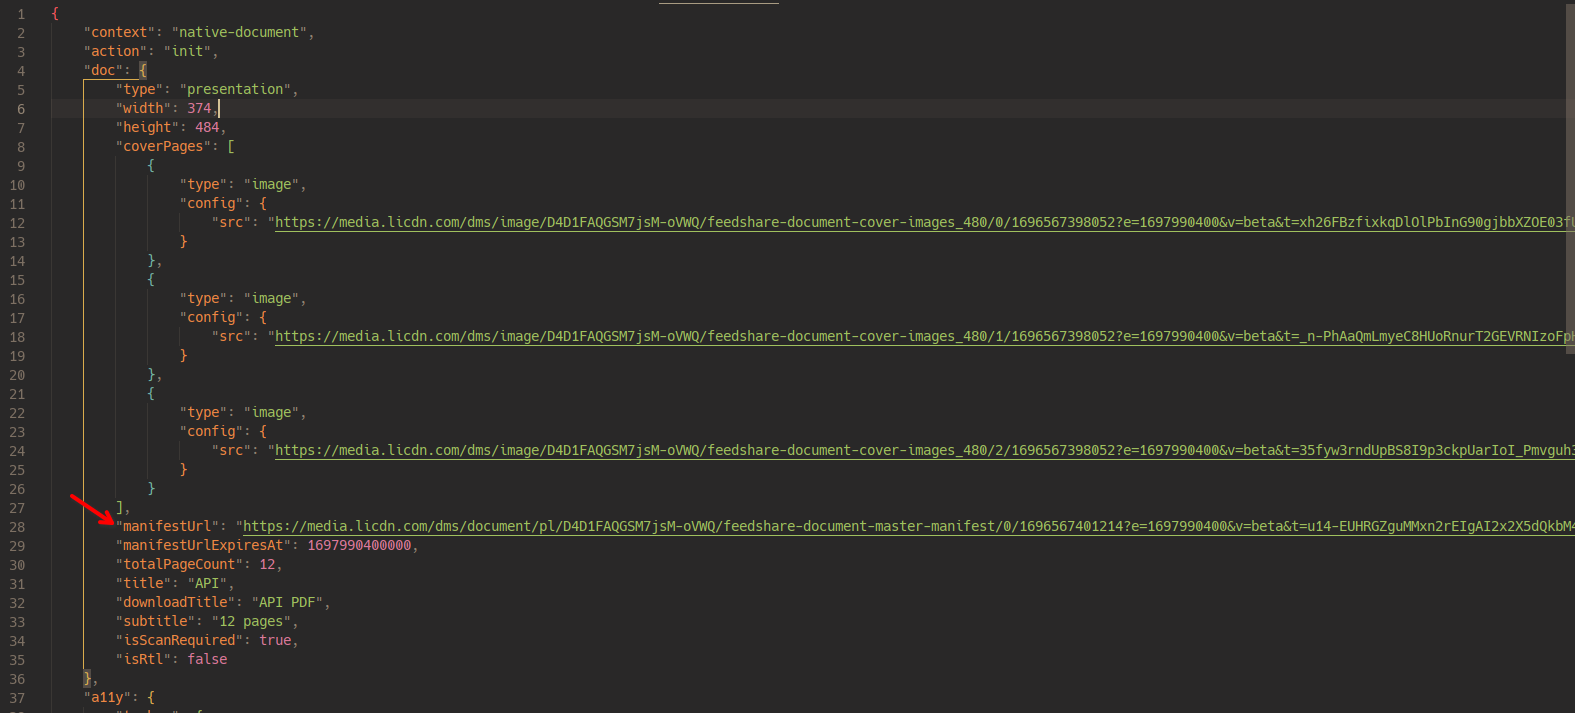 1 {
2 "context": "native-document",
3 "action": "init",
4 "doc": {
5 "type": "presentation",
6 "width": 374,
7 "height": 484,
8 "coverPages": [
9 {
10 "type": "image",
11 "config": {
12 "src": "https://media.licdn.com/dms/image/D4D1FAQGSM7jsM-oVWQ/feedshare-document-cover-images_480/0/1696567398052?e=1697990400&v=beta&t=xh26FBzfixkqDlOlPbInG90gjbbXZOE03f
13 }
14 },
15 {
16 "type": "image",
17 "config": {
18 "src": "https://media.licdn.com/dms/image/D4D1FAQGSM7jsM-oVWQ/feedshare-document-cover-images_480/1/1696567398052?e=1697990400&v=beta&t=_n-PhAaQmLmyeC8HUoRnurT2GEVRNIzoFp
19 }
20 },
21 {
22 "type": "image",
23 "config": {
24 "src": "https://media.licdn.com/dms/image/D4D1FAQGSM7jsM-oVWQ/feedshare-document-cover-images_480/2/1696567398052?e=1697990400&v=beta&t=35fyw3rndUpBS8I9p3ckpUarIoI_Pmvguh3
25 }
26 }
27 ],
28 "manifestUrl": "https://media.licdn.com/dms/document/pl/D4D1FAQGSM7jsM-oVWQ/feedshare-document-master-manifest/0/1696567401214?e=1697990400&v=beta&t=u14-EUHRGZguMMxn2rEIgAI2x2X5dQkbM4
29 "manifestUrlExpiresAt": 1697990400000,
30 "totalPageCount": 12,
31 "title": "API",
32 "downloadTitle": "API PDF",
33 "subtitle": "12 pages",
34 "isScanRequired": true,
35 "isRtl": false
36 },
37 "a11y": {